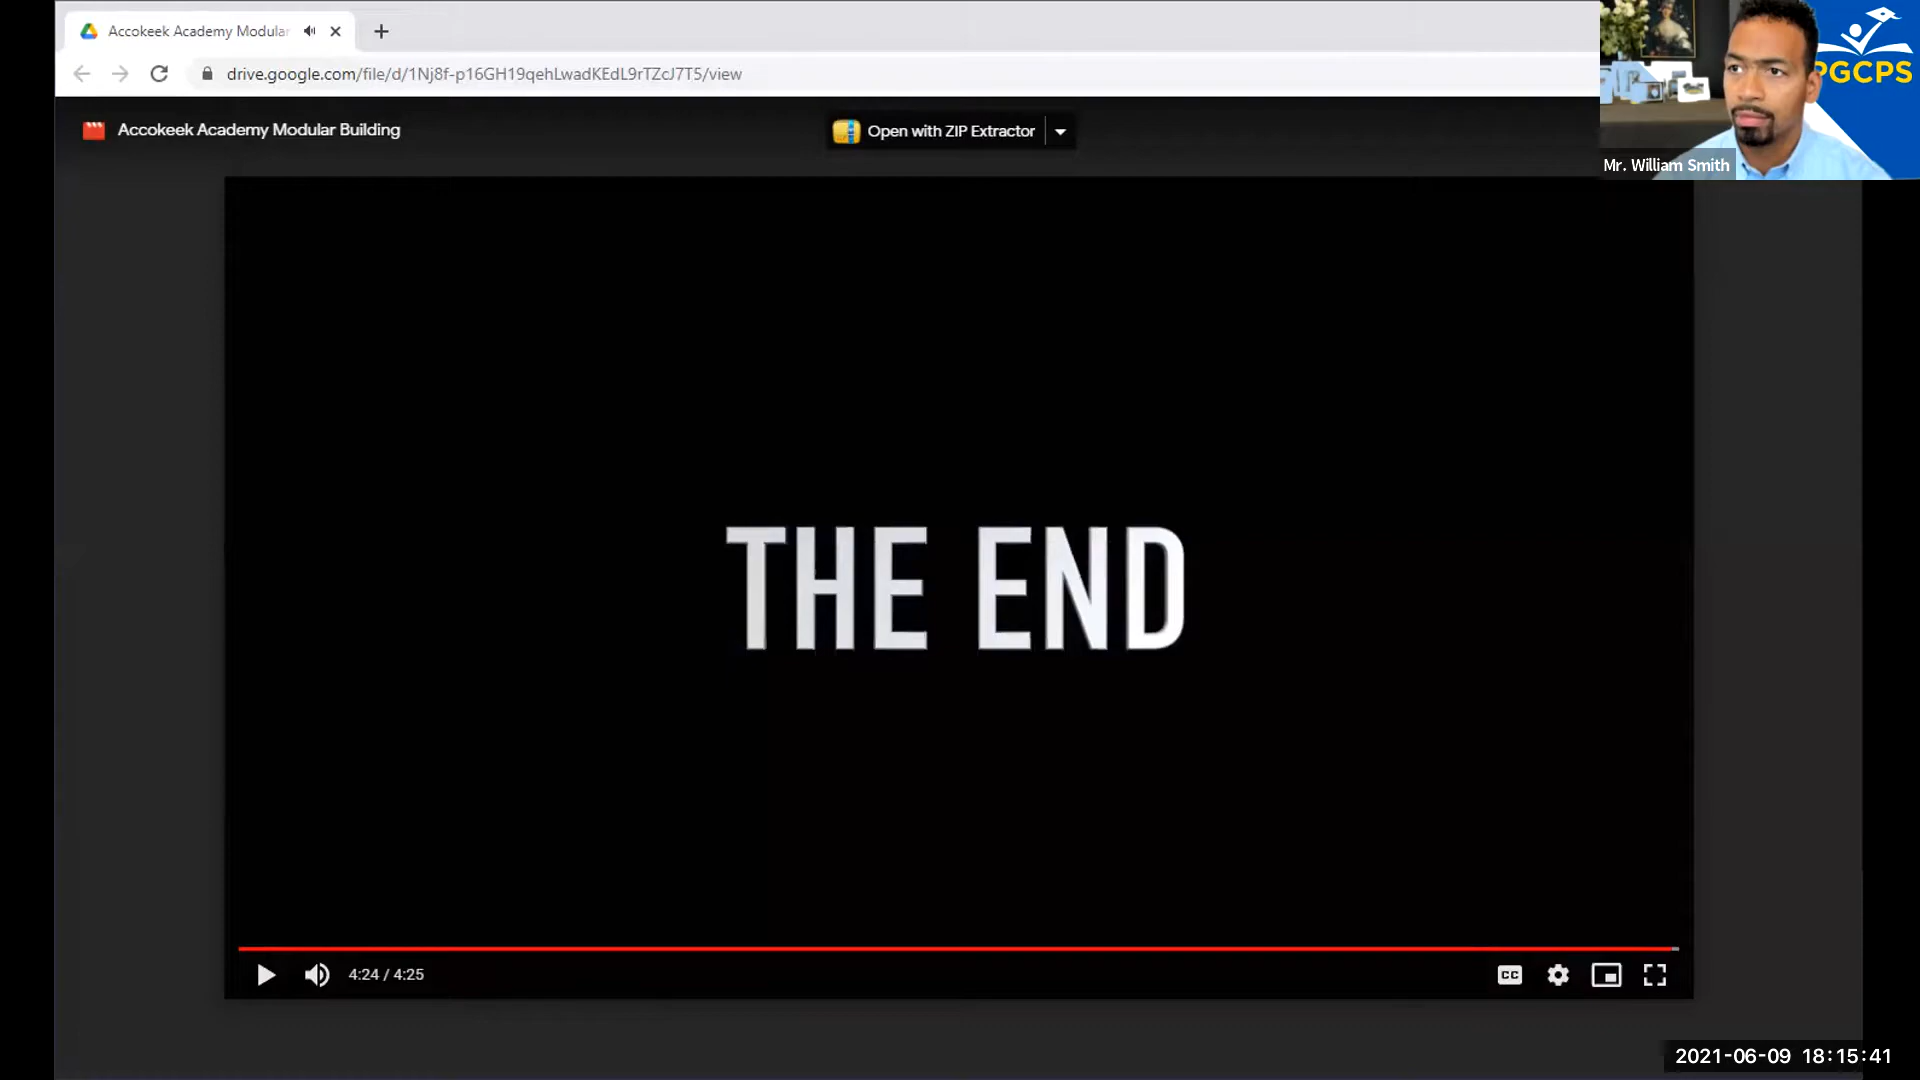 Accokeek Academy Modular
drive.google.com/file/d/1Nj8f-p16GH19qehLwadKEdL9rTZcJ7T5/view
PGCPS
Accokeek Academy Modular Building
Open with ZIP Extractor
Mr. William Smith
THE END
4:24 / 4:25
CC
2021-06-09 18:15:41